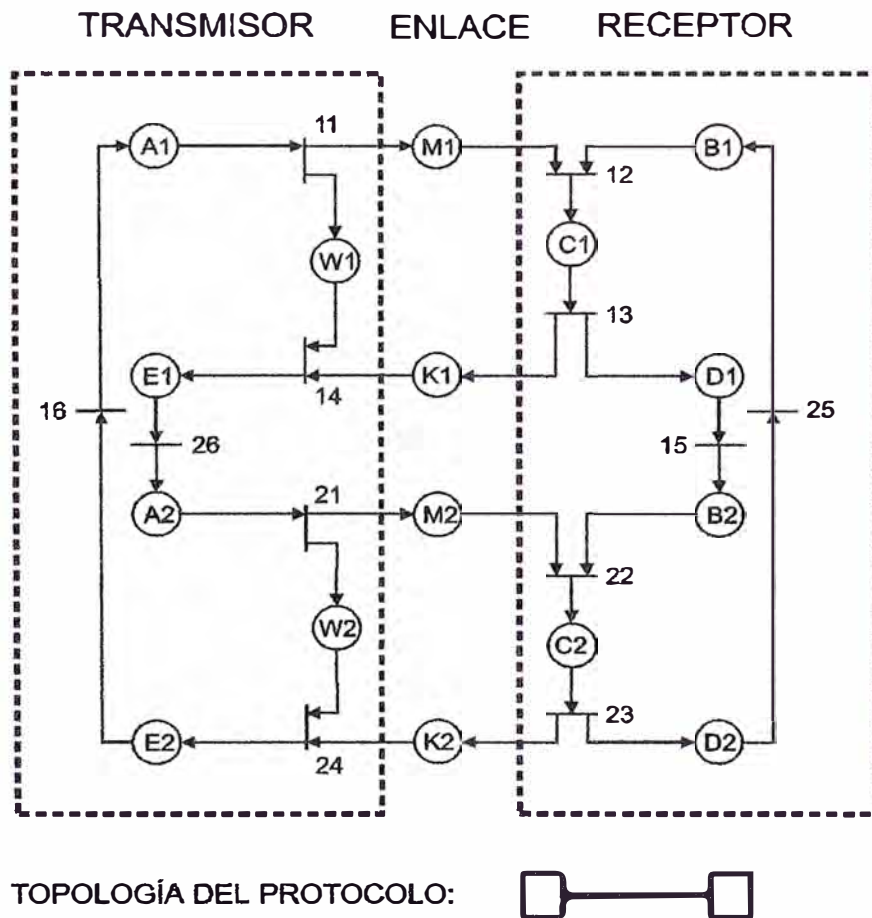 TRANSMISOR ENLACE RECEPTOR
11
A1 M1 B1
12
W1 C1
13
E1 K1 D1
14
16 25
26 15
21
A2 M2 B2
22
W2 C2
23
E2 K2 D2
24
TOPOLOGÍA DEL PROTOCOLO: